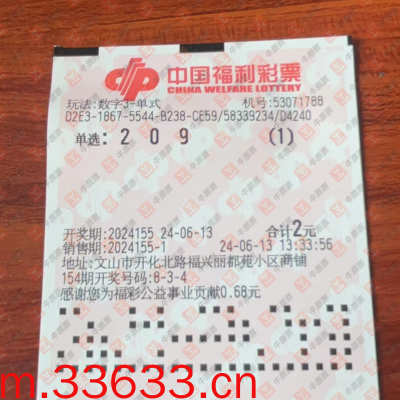 中国福利彩票
CHINA WELFARE LOTTERY
玩法:数字3-单式 机号:53071788
D2E3-1867-5544-B238-CE59/58339234/D4240
单选: 2 0 9 (1)
开奖期:2024155 24-06-13 合计2元
销售期:2024155-1 24-06-13 13:33:56
地址:文山市开化北路福兴丽都苑小区商铺
154期开奖号码:8-3-4
感谢您为福彩公益事业贡献0.68元
m.33633.cn